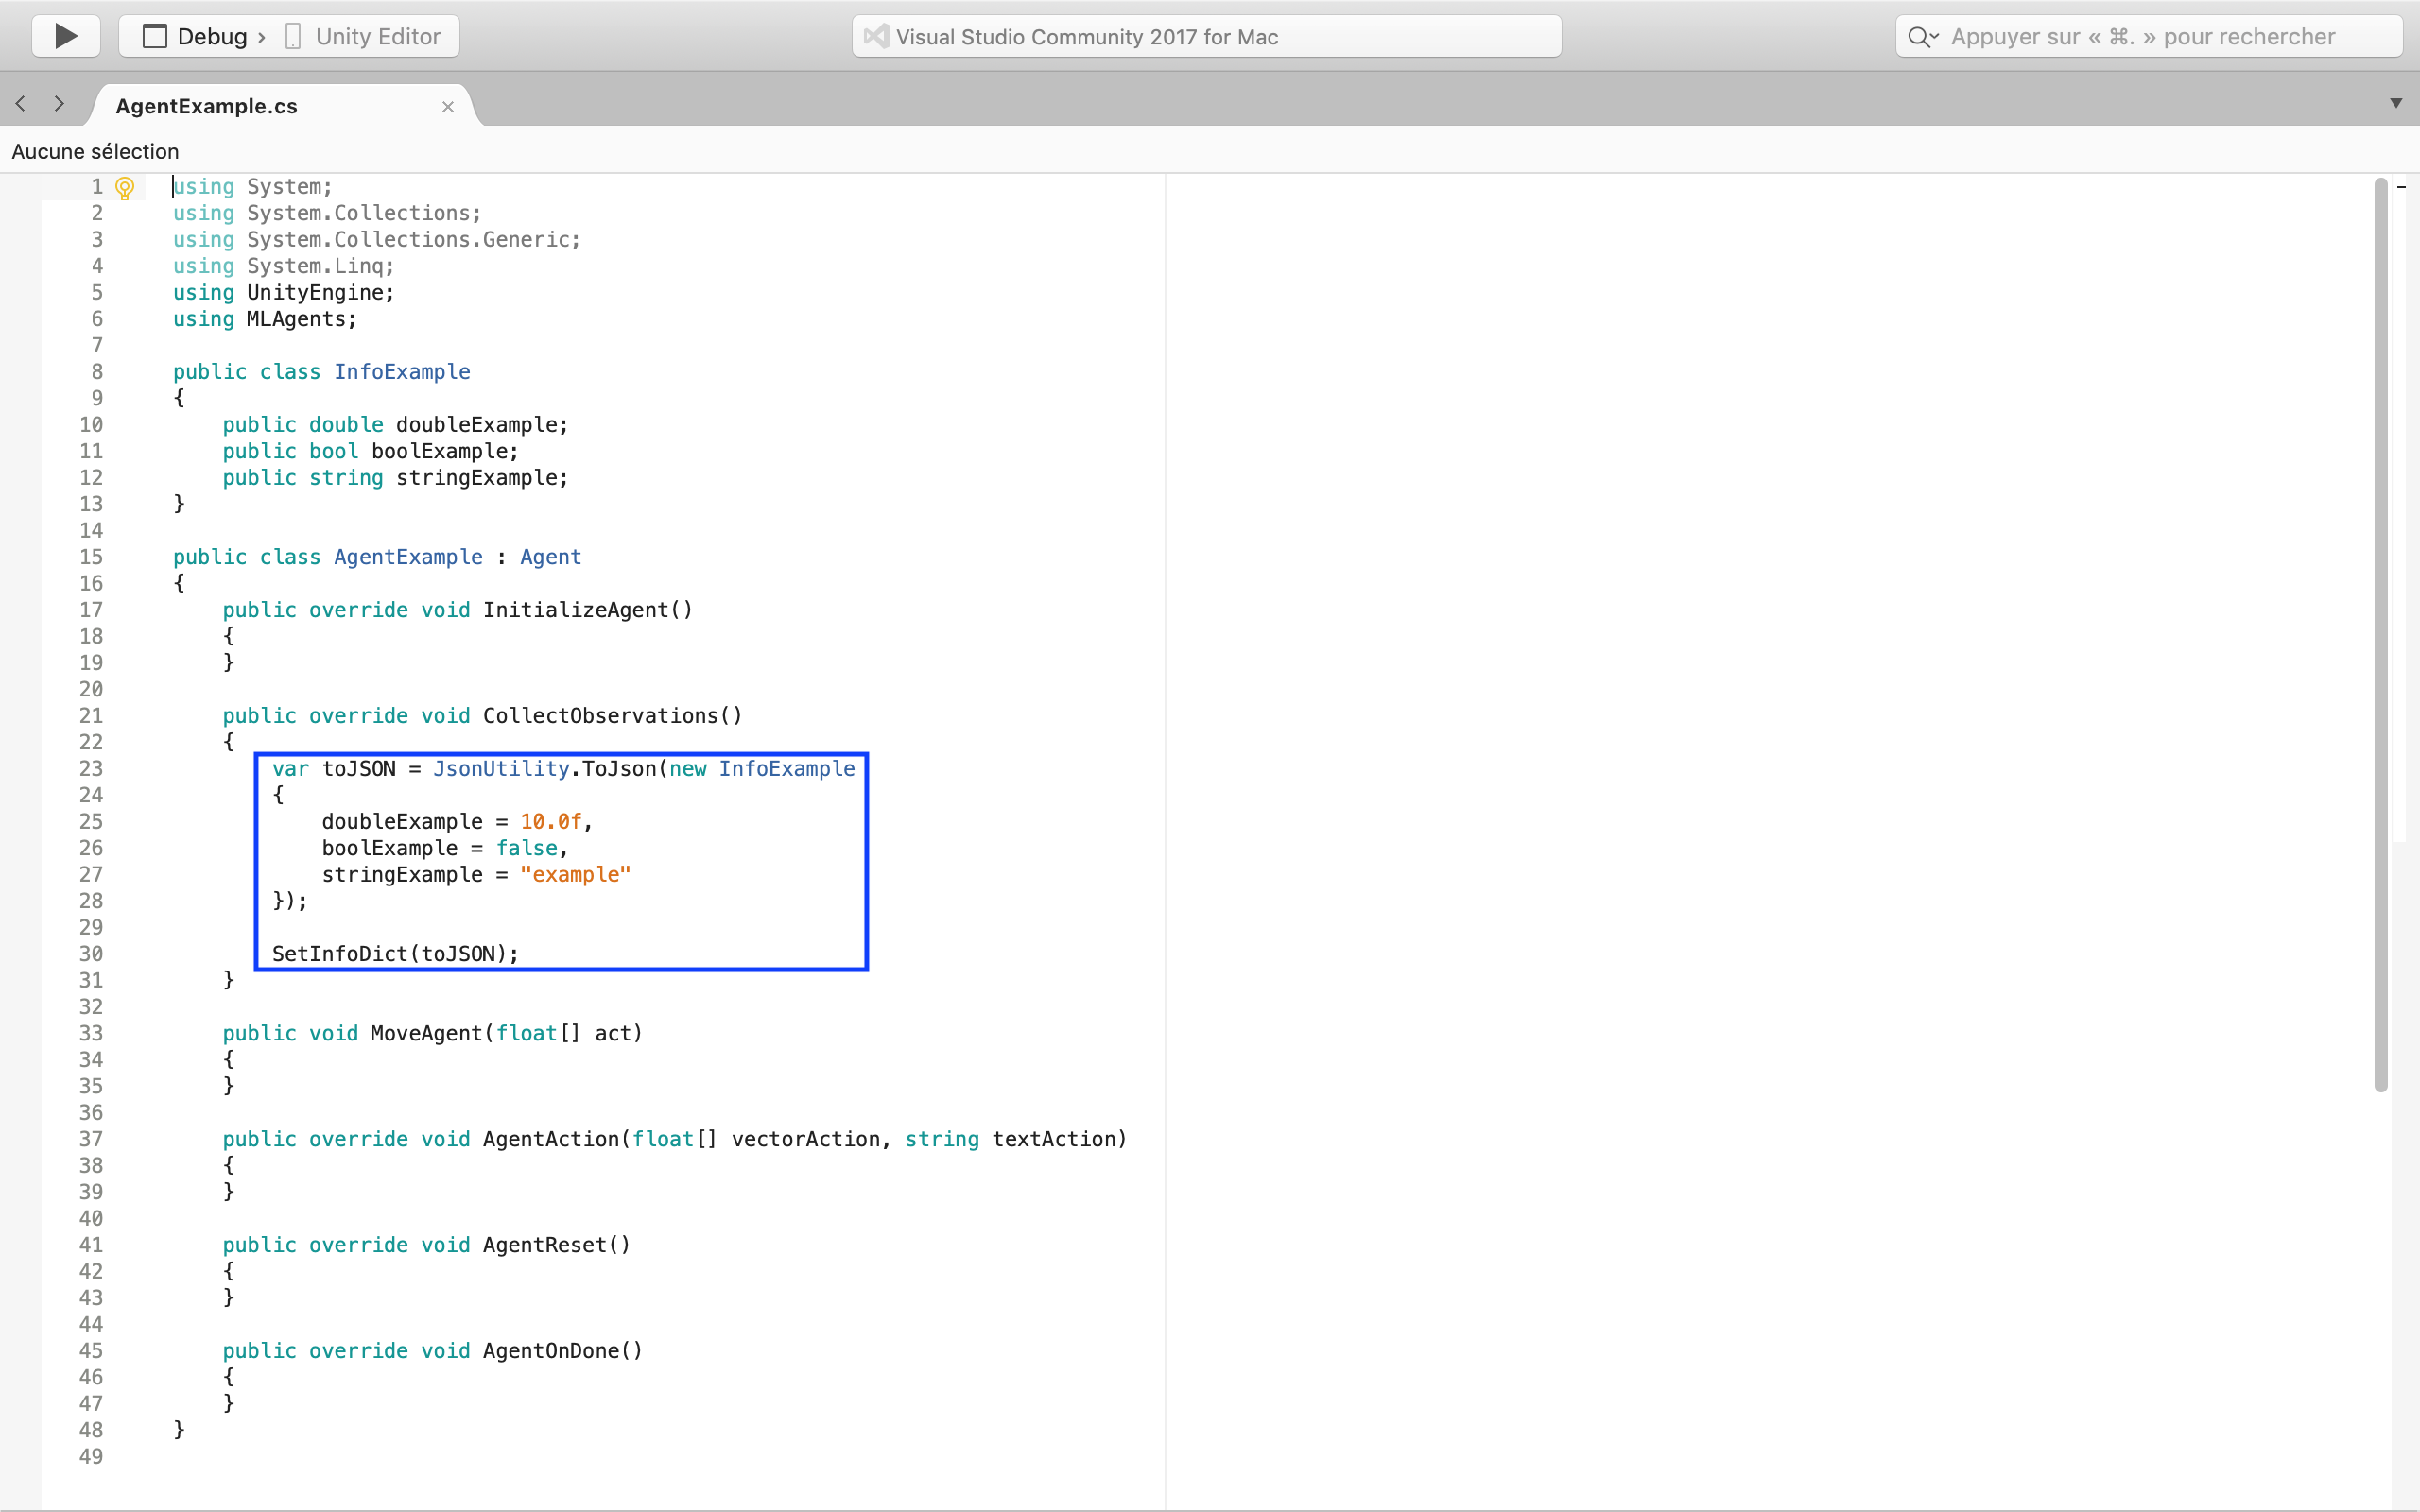 Debug › Unity Editor
Visual Studio Community 2017 for Mac
Appuyer sur « ⌘. » pour rechercher
AgentExample.cs
Aucune sélection
1 using System;
2 using System.Collections;
3 using System.Collections.Generic;
4 using System.Linq;
5 using UnityEngine;
6 using MLAgents;
7
8 public class InfoExample
9 {
10     public double doubleExample;
11     public bool boolExample;
12     public string stringExample;
13 }
14
15 public class AgentExample : Agent
16 {
17     public override void InitializeAgent()
18     {
19     }
20
21     public override void CollectObservations()
22     {
23         var toJSON = JsonUtility.ToJson(new InfoExample
24         {
25             doubleExample = 10.0f,
26             boolExample = false,
27             stringExample = "example"
28         });
29
30         SetInfoDict(toJSON);
31     }
32
33     public void MoveAgent(float[] act)
34     {
35     }
36
37     public override void AgentAction(float[] vectorAction, string textAction)
38     {
39     }
40
41     public override void AgentReset()
42     {
43     }
44
45     public override void AgentOnDone()
46     {
47     }
48 }
49